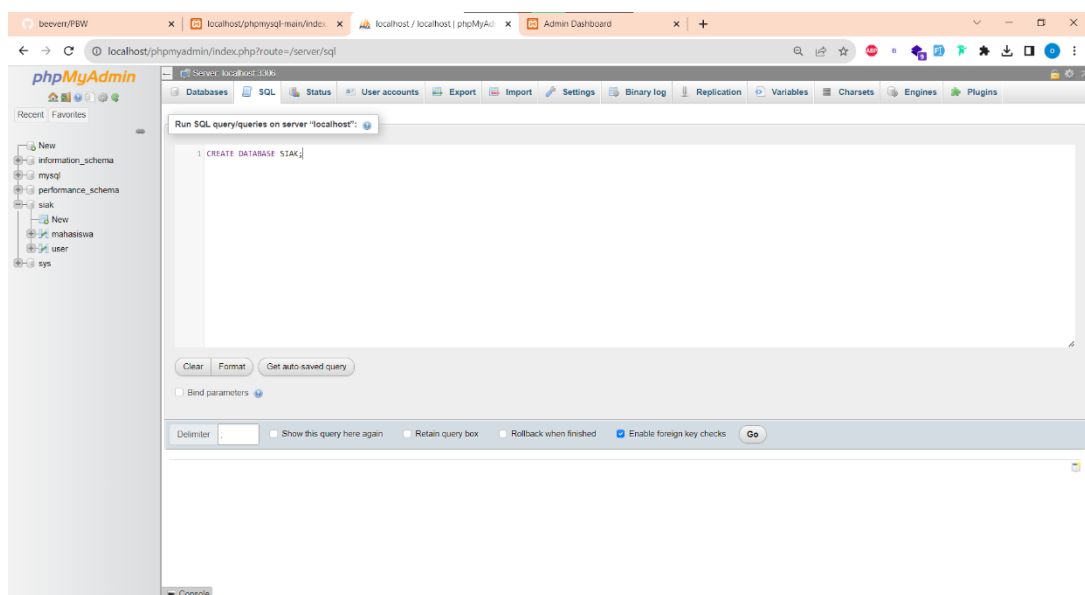 beeverr/PBW
localhost/phpmysql-main/index
localhost / localhost | phpMyAd
Admin Dashboard
localhost/phpmyadmin/index.php?route=/server/sql
phpMyAdmin
Recent Favorites
New
information_schema
mysql
performance_schema
siak
New
mahasiswa
user
sys
Server: localhost:3306
Databases SQL Status User accounts Export Import Settings Binary log Replication Variables Charsets Engines Plugins
Run SQL query/queries on server “localhost”:
1 CREATE DATABASE SIAK;
Clear Format Get auto-saved query
Bind parameters
Delimiter ; Show this query here again Retain query box Rollback when finished Enable foreign key checks Go
Console